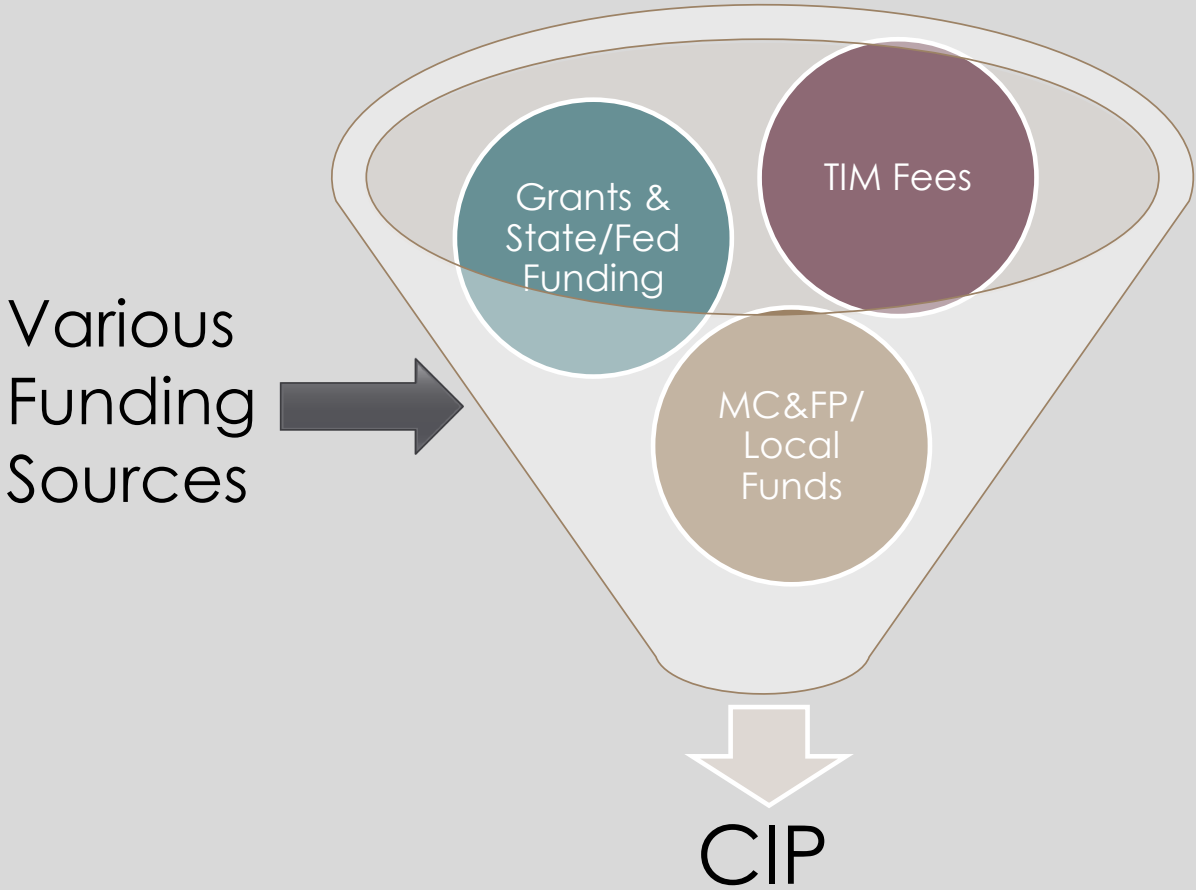 Various
Funding
Sources
Grants &
State/Fed
Funding
TIM Fees
MC&FP/
Local
Funds
CIP